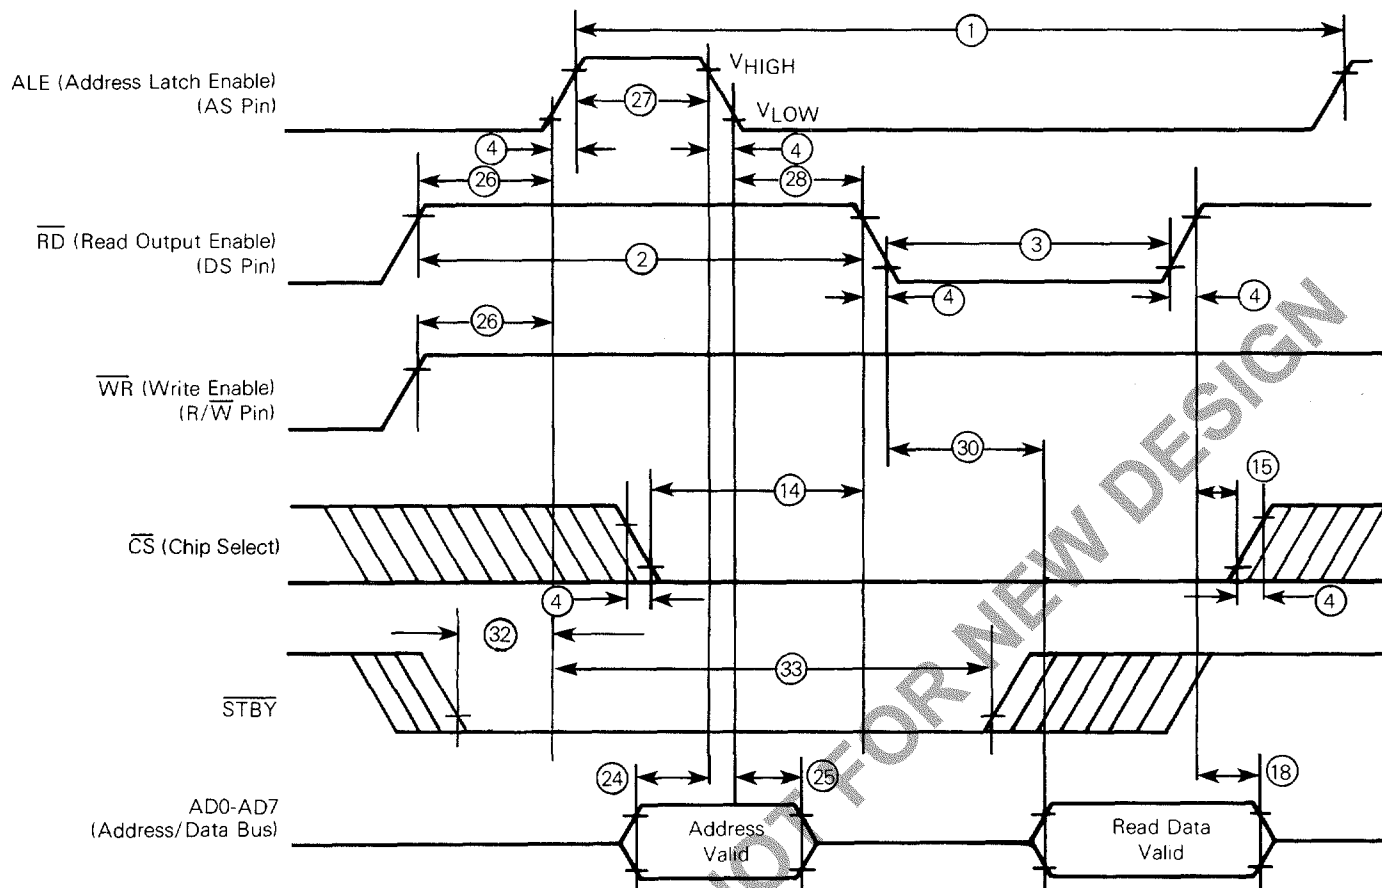 1
ALE (Address Latch Enable)
(AS Pin)
VHIGH
27
VLOW
4
4
26
28
RD (Read Output Enable)
(DS Pin)
2
3
4
4
26
WR (Write Enable)
(R/W Pin)
30
14
15
CS (Chip Select)
4
4
32
33
STBY
24
25
18
AD0-AD7
(Address/Data Bus)
Address
Valid
Read Data
Valid
NOT FOR NEW DESIGN